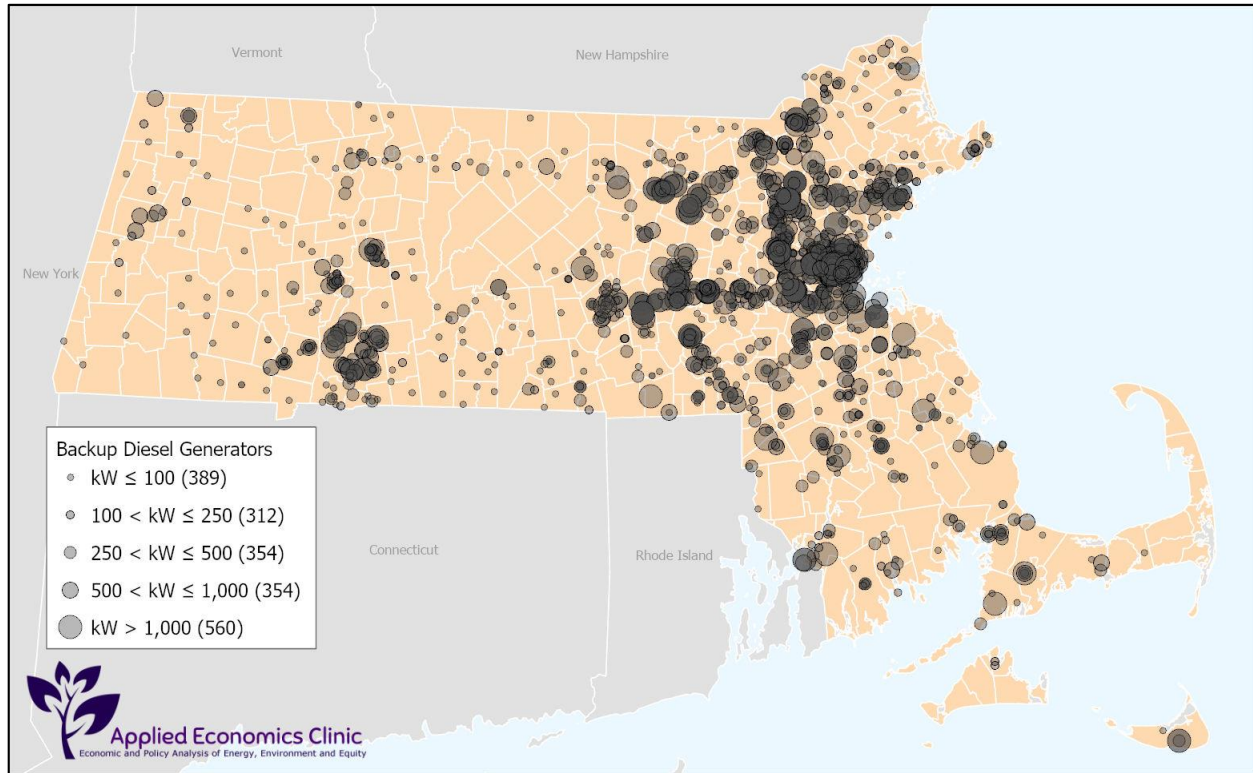 Vermont
New Hampshire
New York
Backup Diesel Generators
kW ≤ 100 (389)
100 < kW ≤ 250 (312)
250 < kW ≤ 500 (354)
500 < kW ≤ 1,000 (354)
kW > 1,000 (560)
Connecticut
Rhode Island
Applied Economics Clinic
Economic and Policy Analysis of Energy, Environment and Equity